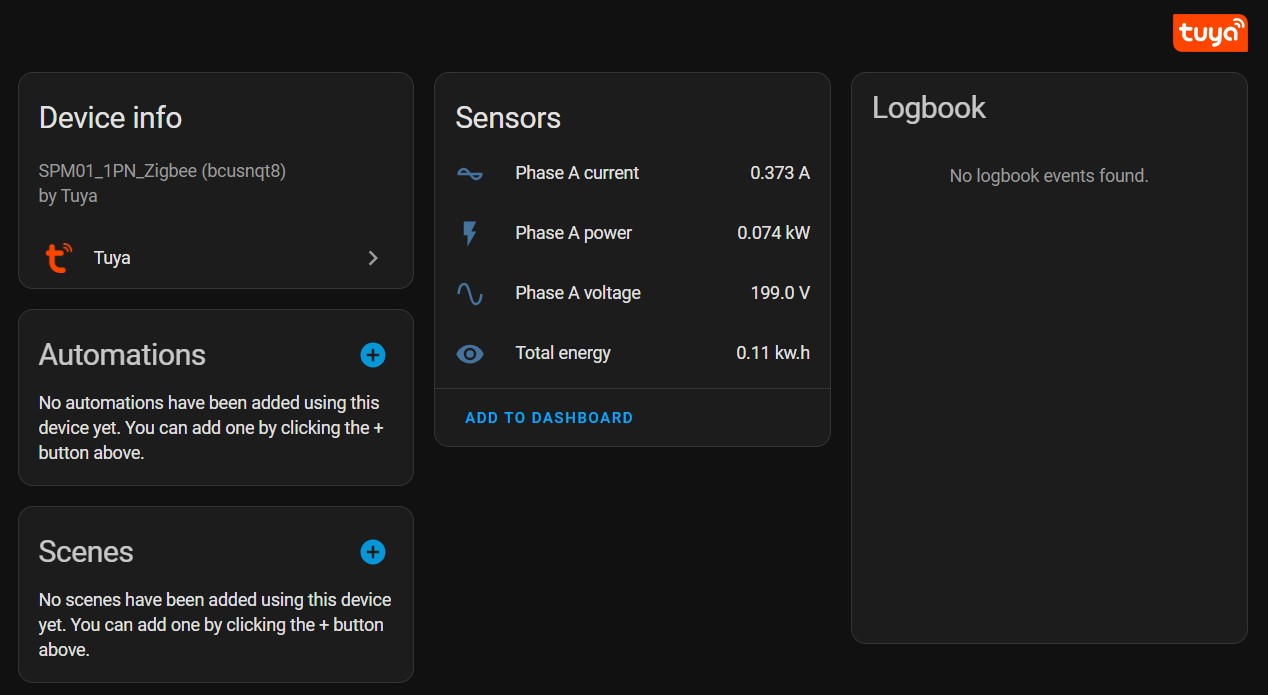 tuya
Device info
SPM01_1PN_Zigbee (bcusnqt8)
by Tuya
Tuya
Automations
No automations have been added using this
device yet. You can add one by clicking the +
button above.
Scenes
No scenes have been added using this device
yet. You can add one by clicking the + button
above.
Sensors
Phase A current 0.373 A
Phase A power 0.074 kW
Phase A voltage 199.0 V
Total energy 0.11 kw.h
ADD TO DASHBOARD
Logbook
No logbook events found.